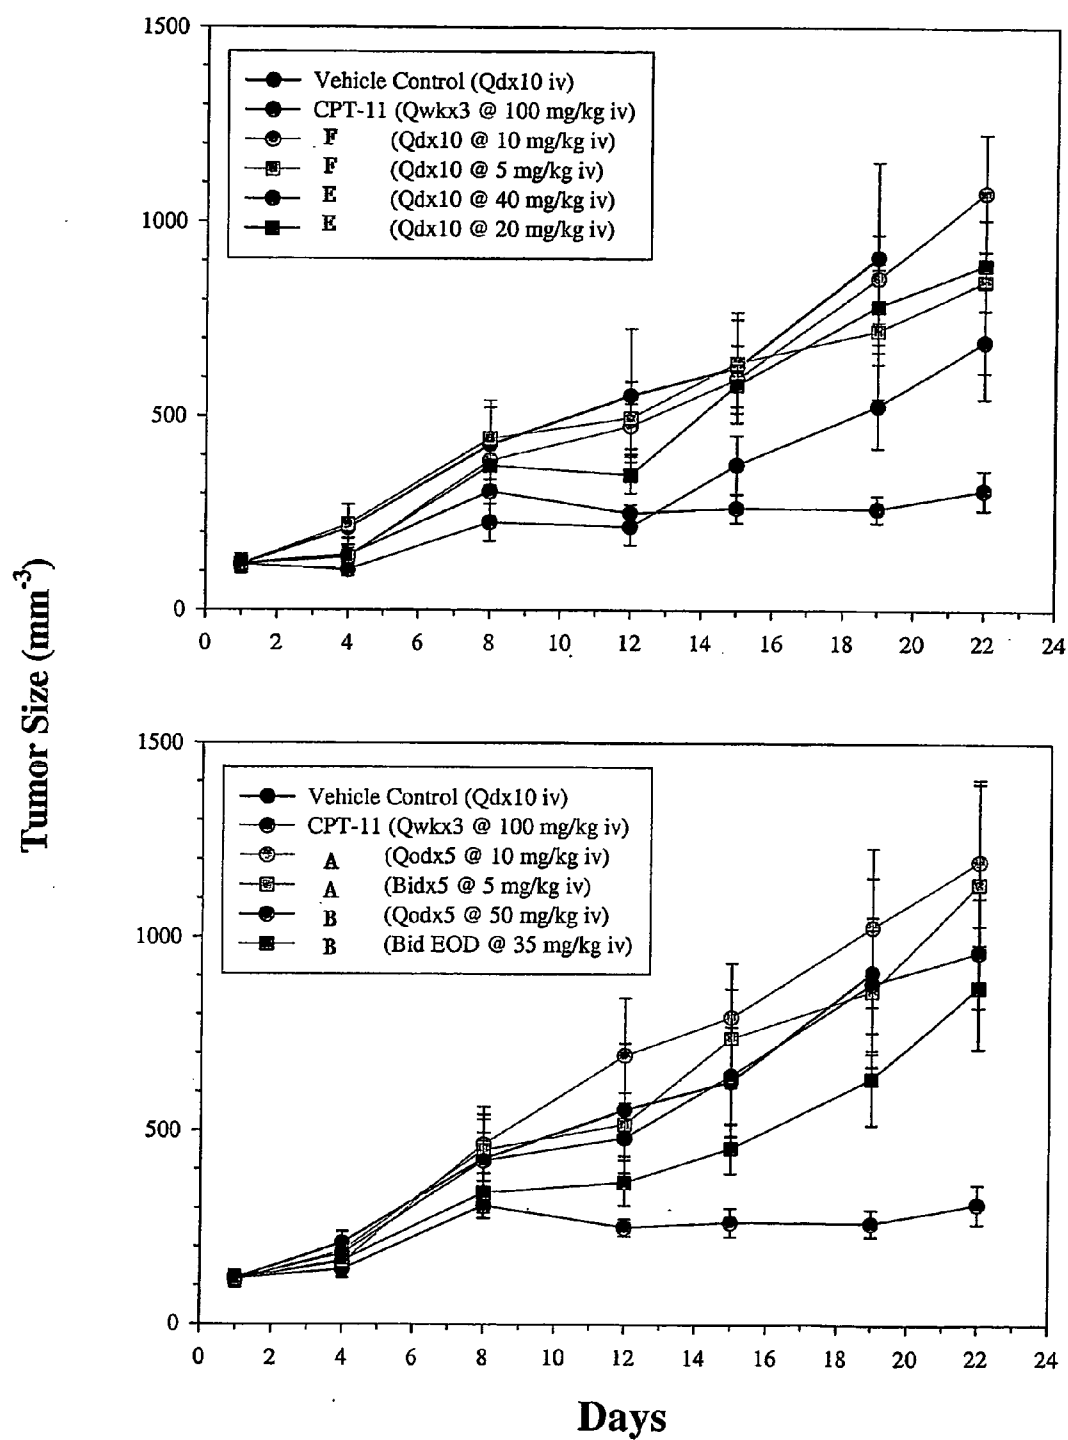 1500
Vehicle Control (Qdx10 iv)
CPT-11 (Qwkx3 @ 100 mg/kg iv)
F (Qdx10 @ 10 mg/kg iv)
F (Qdx10 @ 5 mg/kg iv)
E (Qdx10 @ 40 mg/kg iv)
E (Qdx10 @ 20 mg/kg iv)
1000
500
0
0 2 4 6 8 10 12 14 16 18 20 22 24
Tumor Size (mm-3)
1500
Vehicle Control (Qdx10 iv)
CPT-11 (Qwkx3 @ 100 mg/kg iv)
A (Qodx5 @ 10 mg/kg iv)
A (Bidx5 @ 5 mg/kg iv)
B (Qodx5 @ 50 mg/kg iv)
B (Bid EOD @ 35 mg/kg iv)
1000
500
0
0 2 4 6 8 10 12 14 16 18 20 22 24
Days